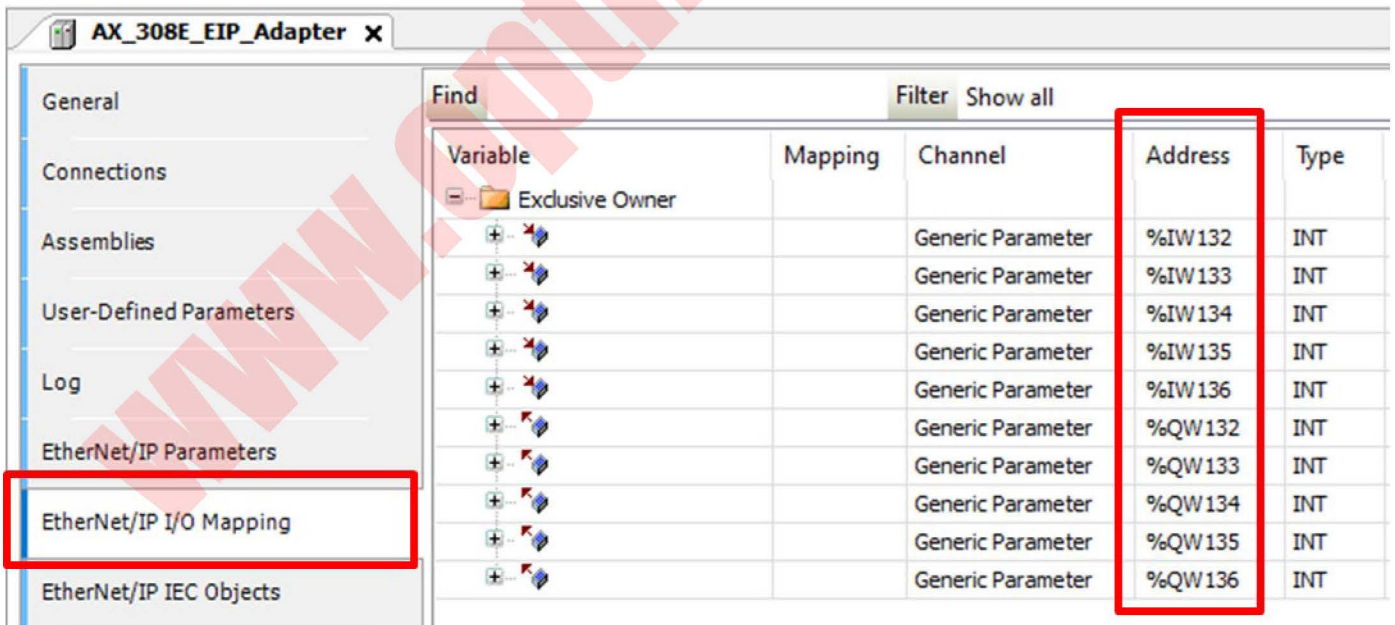 AX_308E_EIP_Adapter
General
Connections
Assemblies
User-Defined Parameters
Log
EtherNet/IP Parameters
EtherNet/IP I/O Mapping
EtherNet/IP IEC Objects
Find Filter Show all
Variable Mapping Channel Address Type
Exclusive Owner
Generic Parameter %IW132 INT
Generic Parameter %IW133 INT
Generic Parameter %IW134 INT
Generic Parameter %IW135 INT
Generic Parameter %IW136 INT
Generic Parameter %QW132 INT
Generic Parameter %QW133 INT
Generic Parameter %QW134 INT
Generic Parameter %QW135 INT
Generic Parameter %QW136 INT